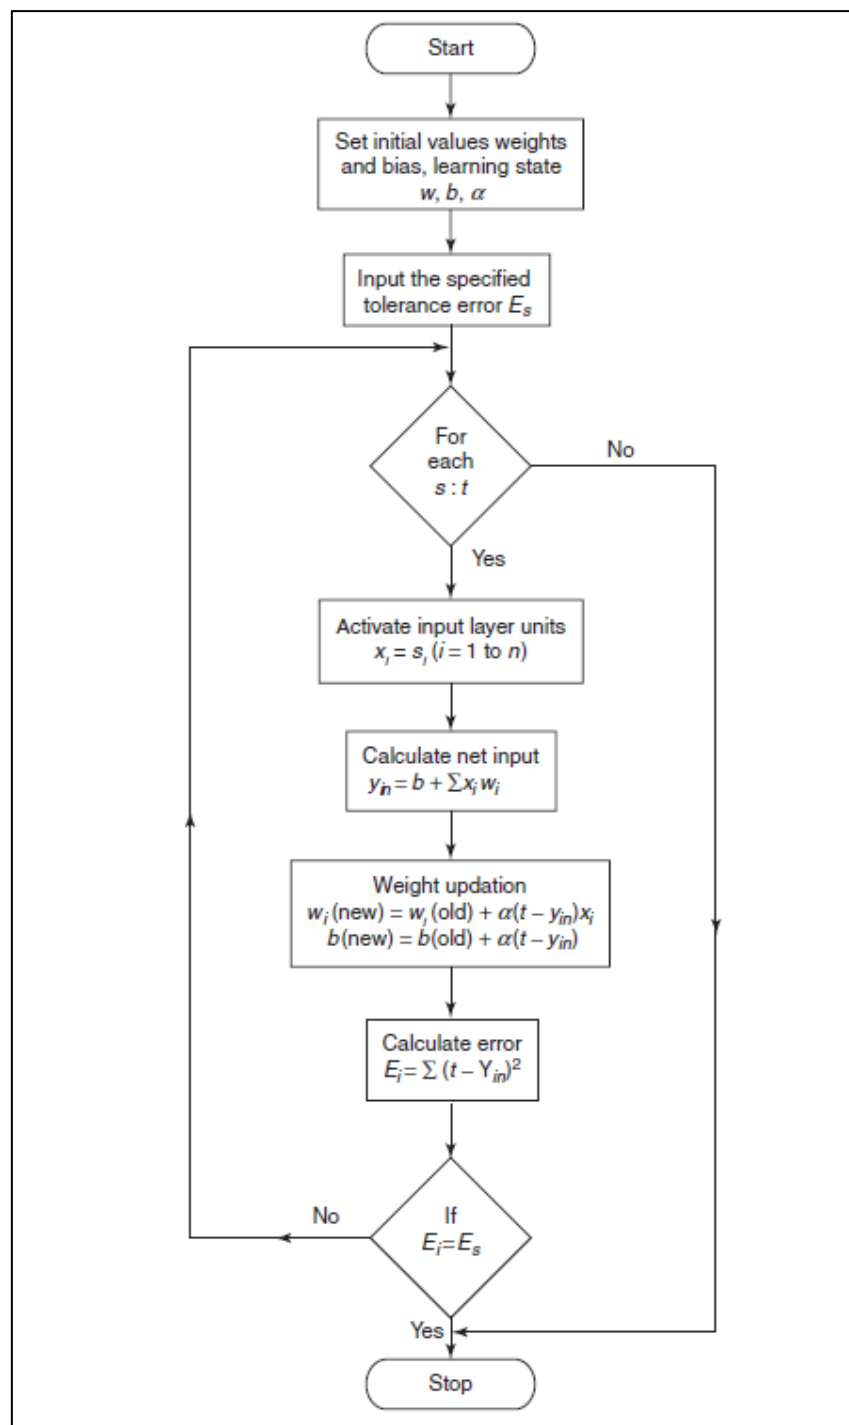 Start
Set initial values weights
and bias, learning state
w, b, α
Input the specified
tolerance error Es
For
each
s : t
No
Yes
Activate input layer units
xi = si (i = 1 to n)
Calculate net input
yin = b + Σxi wi
Weight updation
wi (new) = wi (old) + α(t – yin)xi
b(new) = b(old) + α(t – yin)
Calculate error
Ei = Σ (t – Yin)²
If
Ei=Es
No
Yes
Stop